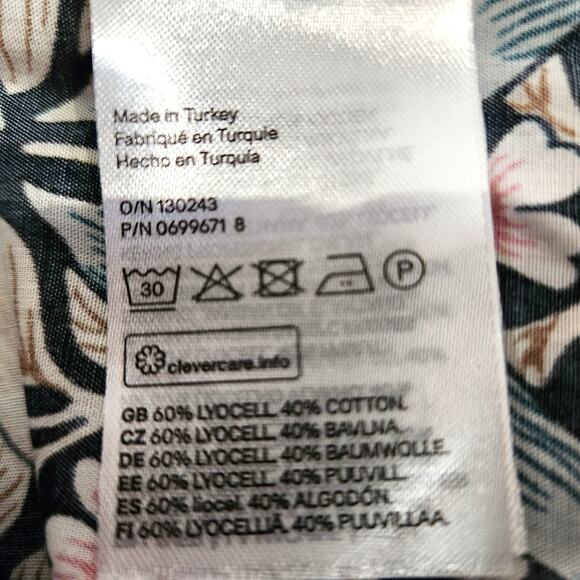 Made in Turkey
Fabriqué en Turquie
Hecho en Turquía
O/N 130243
P/N 0699671 8
30
P
clevercare.info
GB 60% LYOCELL. 40% COTTON.
CZ 60% LYOCELL. 40% BAVLNA.
DE 60% LYOCELL. 40% BAUMWOLLE.
EE 60% LYOCELL. 40% PUUVILL.
ES 60% liocel. 40% ALGODÓN.
FI 60% LYOCELLIÄ. 40% PUUVILLAA.